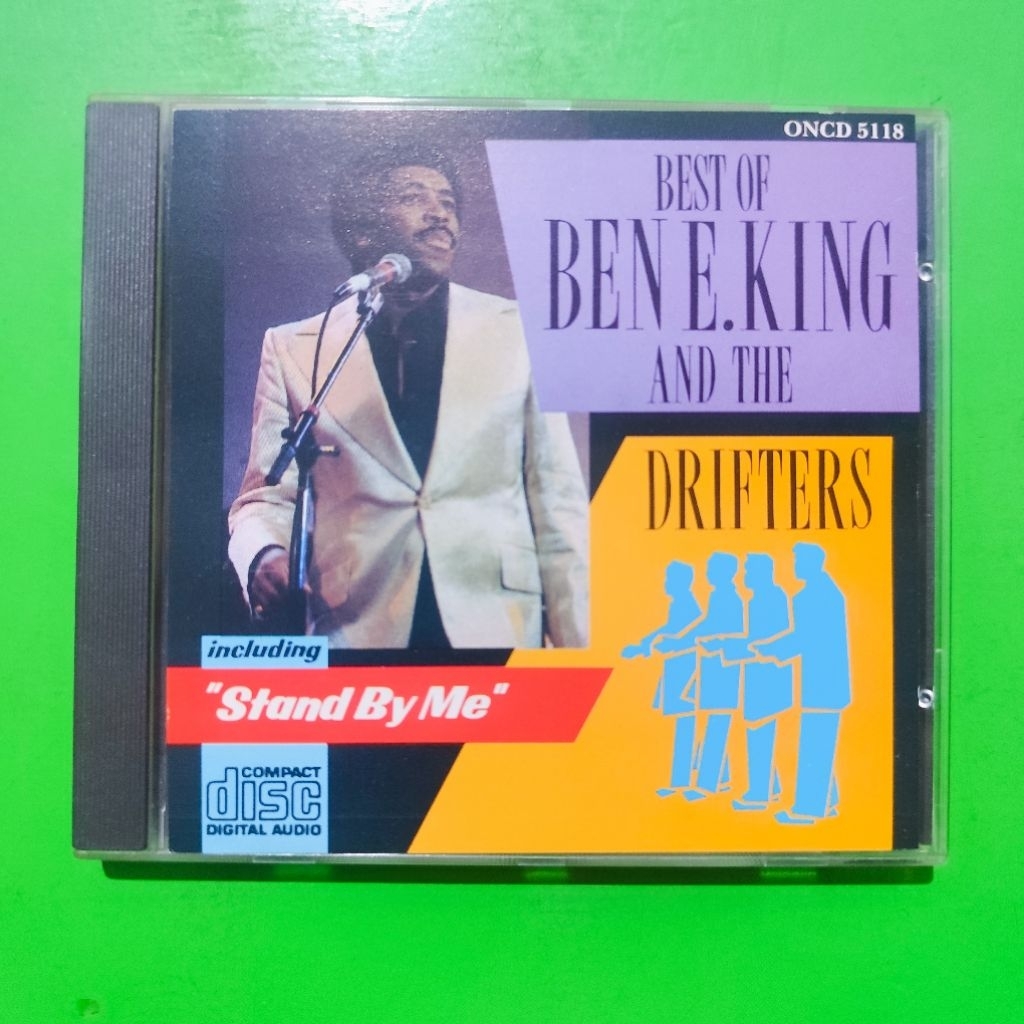 ONCD 5118
BEST OF
BEN E. KING
AND THE
DRIFTERS
including
"Stand By Me"
COMPACT
disc
DIGITAL AUDIO